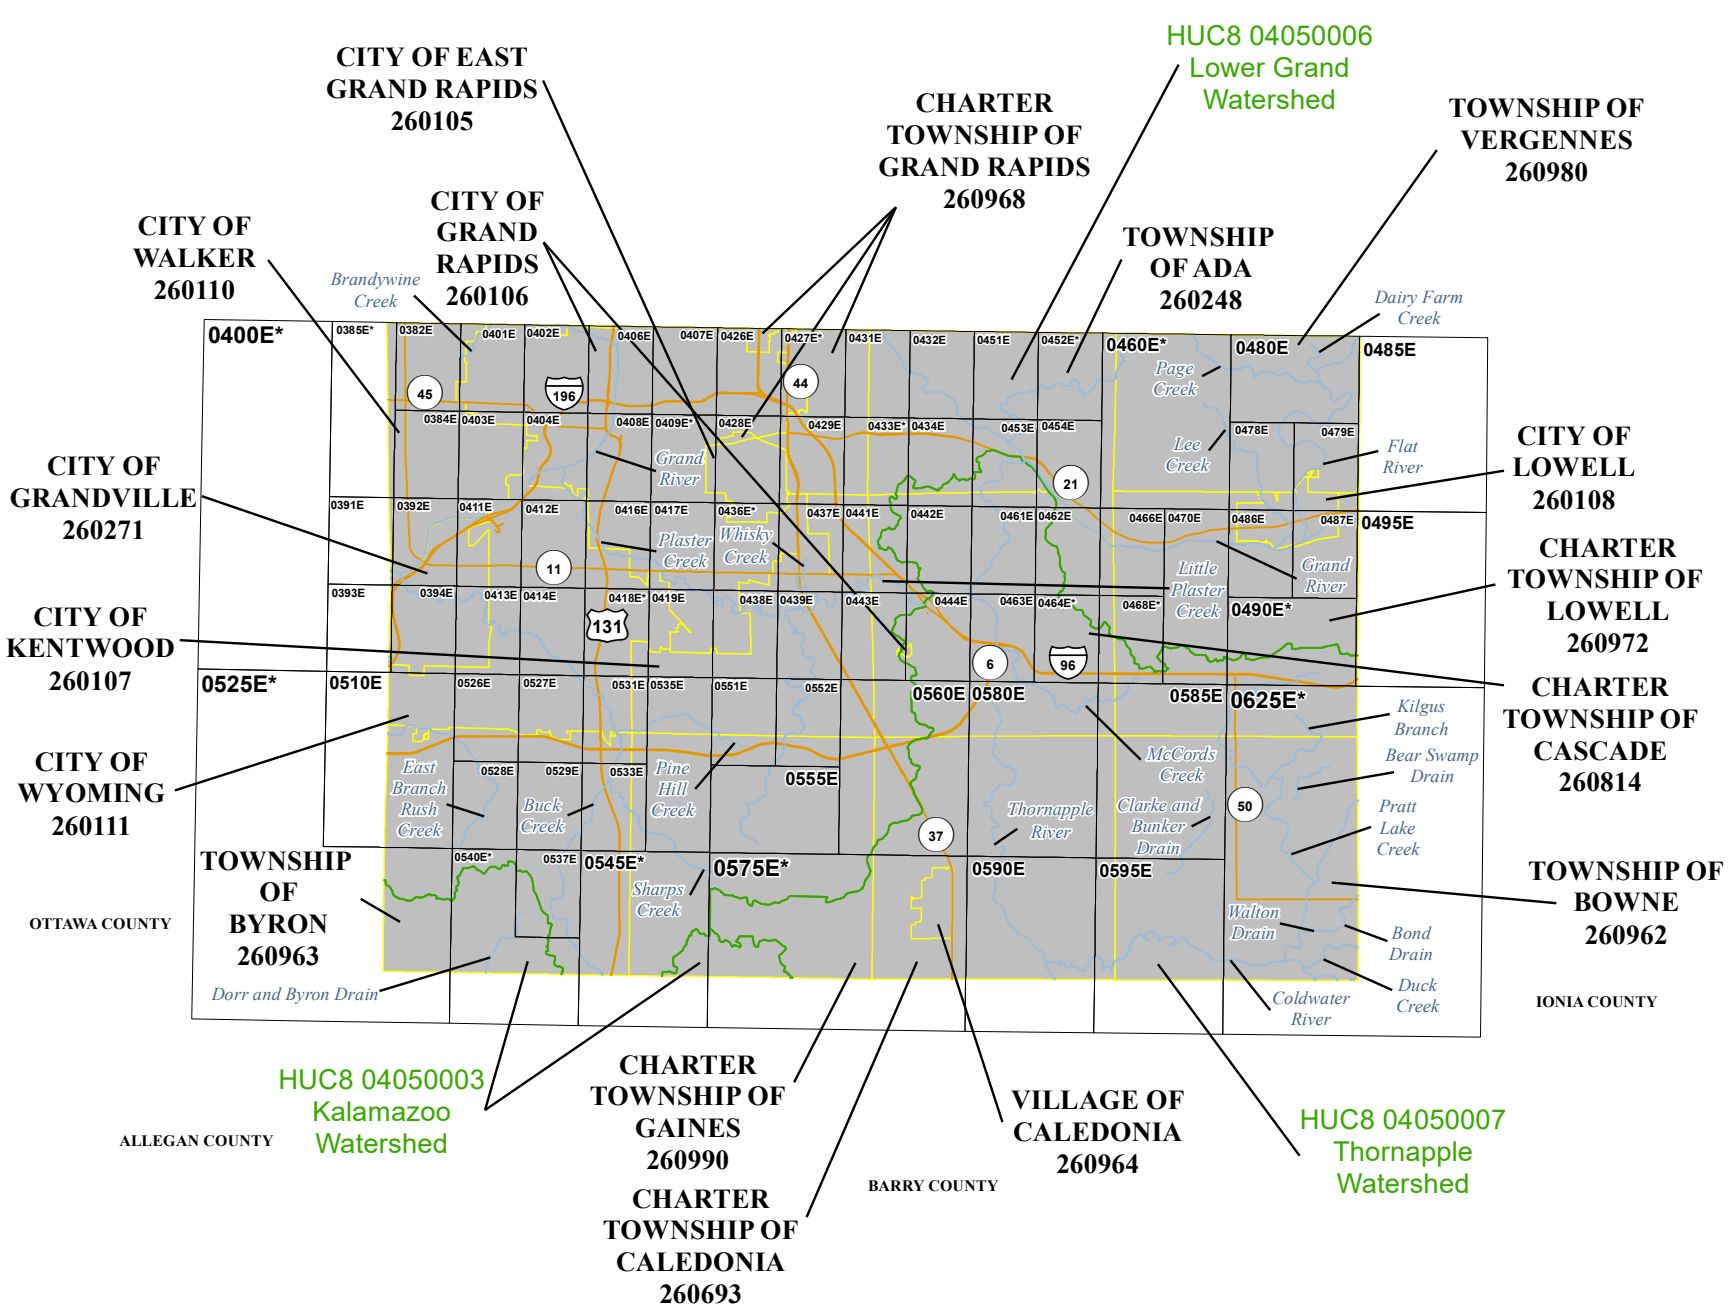 HUC8 04050006
Lower Grand
Watershed
CITY OF EAST
GRAND RAPIDS
260105
CHARTER
TOWNSHIP OF
GRAND RAPIDS
260968
TOWNSHIP OF
VERGENNES
260980
CITY OF
GRAND
RAPIDS
260106
CITY OF
WALKER
260110
TOWNSHIP
OF ADA
260248
Brandywine
Creek
Dairy Farm
Creek
0400E*
0385E*
0382E
0401E
0402E
0406E
0407E
0426E
0427E*
0431E
0432E
0451E
0452E*
0460E*
0480E
0485E
Page
Creek
45
196
44
0384E
0403E
0404E
0408E
0409E*
0428E
0429E
0433E*
0434E
0453E
0454E
0478E
0479E
Grand
River
Lee
Creek
Flat
River
CITY OF
LOWELL
260108
CITY OF
GRANDVILLE
260271
21
0391E
0392E
0411E
0412E
0416E
0417E
0436E*
0437E
0441E
0442E
0461E
0462E
0466E
0470E
0486E
0487E
0495E
Plaster
Creek
Whisky
Creek
11
Little
Plaster
Creek
Grand
River
CHARTER
TOWNSHIP OF
LOWELL
260972
0393E
0394E
0413E
0414E
0418E*
0419E
0438E
0439E
0443E
0444E
0463E
0464E*
0468E*
0490E*
CITY OF
KENTWOOD
260107
131
6
96
0525E*
0510E
0526E
0527E
0531E
0535E
0551E
0552E
0560E
0580E
0585E
0625E*
CHARTER
TOWNSHIP OF
CASCADE
260814
Kilgus
Branch
CITY OF
WYOMING
260111
McCords
Creek
Bear Swamp
Drain
East
Branch
Rush
Creek
0528E
0529E
0533E
Pine
Hill
Creek
0555E
Buck
Creek
Thornapple
River
Clarke and
Bunker
Drain
50
Pratt
Lake
Creek
37
TOWNSHIP
OF
BYRON
260963
0540E*
0537E
0545E*
0575E*
0590E
0595E
TOWNSHIP OF
BOWNE
260962
Sharps
Creek
Walton
Drain
Bond
Drain
OTTAWA COUNTY
Dorr and Byron Drain
Coldwater
River
Duck
Creek
IONIA COUNTY
HUC8 04050003
Kalamazoo
Watershed
CHARTER
TOWNSHIP OF
GAINES
260990
VILLAGE OF
CALEDONIA
260964
HUC8 04050007
Thornapple
Watershed
ALLEGAN COUNTY
BARRY COUNTY
CHARTER
TOWNSHIP OF
CALEDONIA
260693